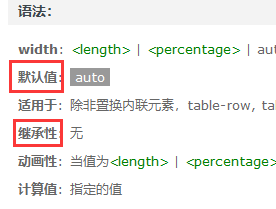 语法：
width： <length> | <percentage> | aut
默认值： auto
适用于： 除非置换内联元素，table-row，ta
继承性： 无
动画性： 当值为<length> | <percentage>
计算值： 指定的值